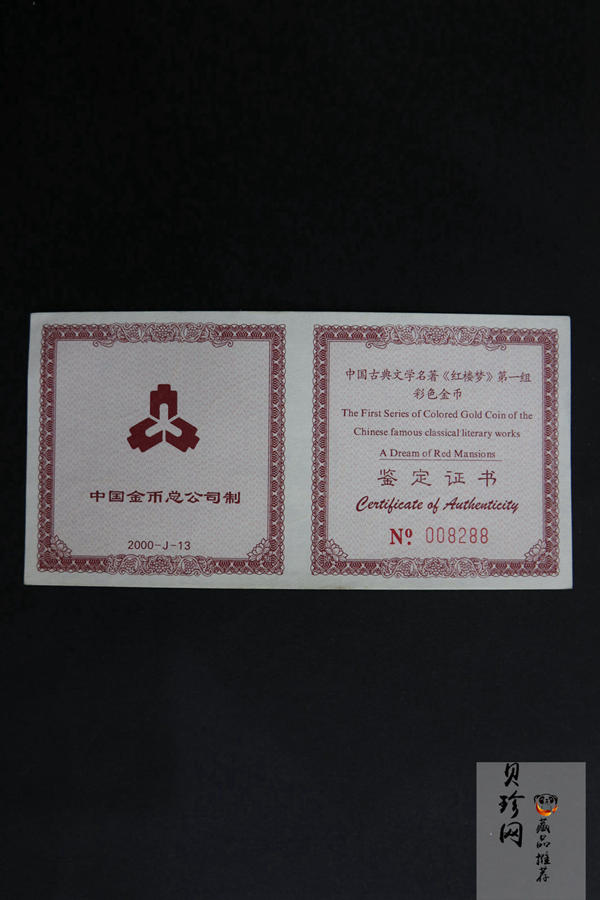 中国金币总公司制
2000-J-13
中国古典文学名著《红楼梦》第一组
彩色金币
The First Series of Colored Gold Coin of the
Chinese famous classical literary works
A Dream of Red Mansions
鉴定证书
Certificate of Authenticity
Nº 008288
贝珍网
藏品推荐